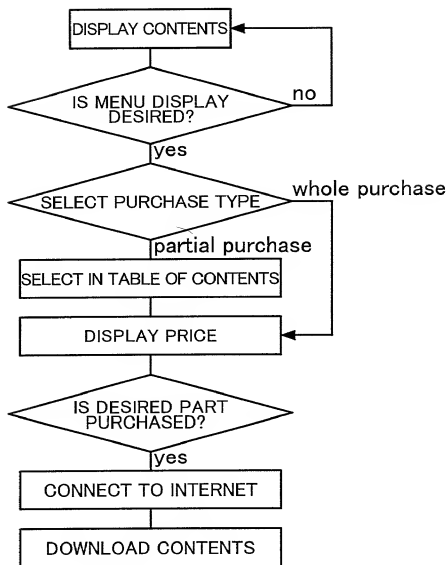 DISPLAY CONTENTS
IS MENU DISPLAY
DESIRED?
no
yes
SELECT PURCHASE TYPE
whole purchase
partial purchase
SELECT IN TABLE OF CONTENTS
DISPLAY PRICE
IS DESIRED PART
PURCHASED?
yes
CONNECT TO INTERNET
DOWNLOAD CONTENTS